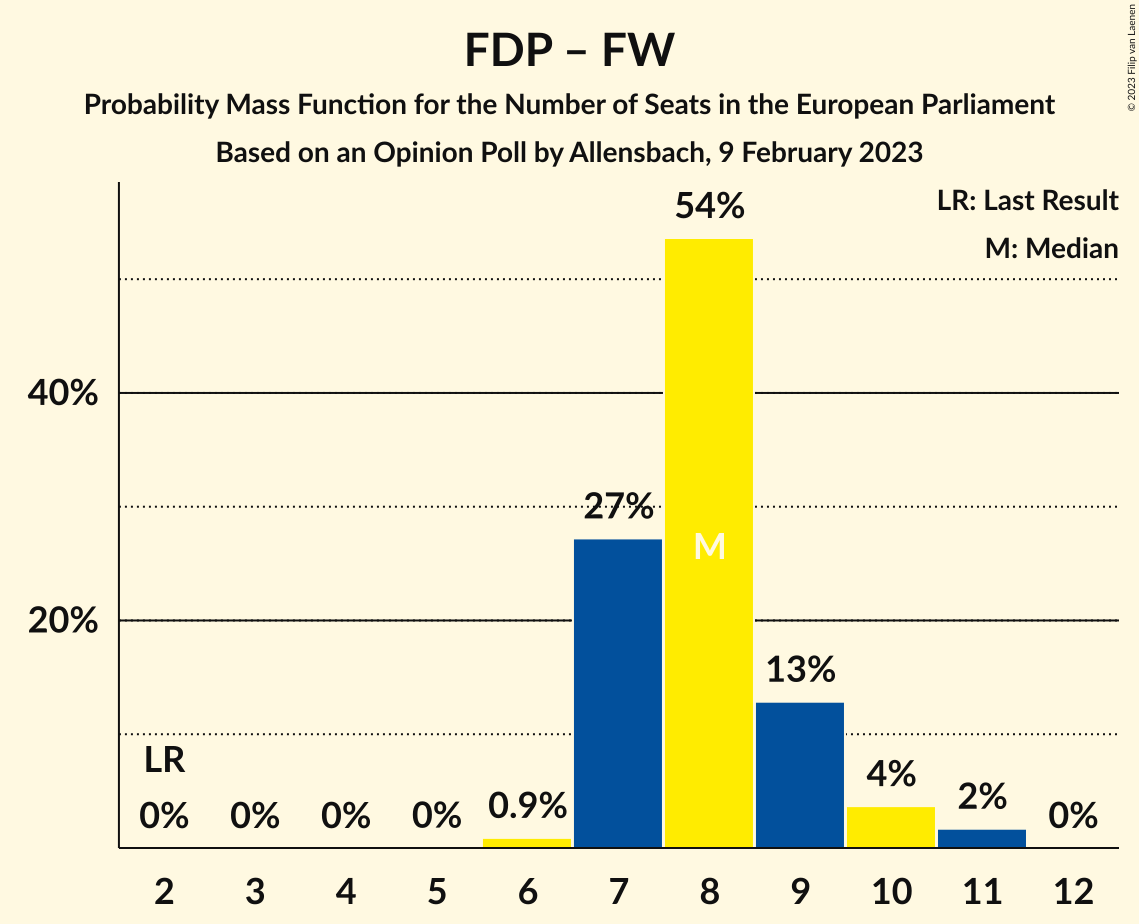 FDP – FW
Probability Mass Function for the Number of Seats in the European Parliament
Based on an Opinion Poll by Allensbach, 9 February 2023
© 2023 Filip van Laenen
LR: Last Result
M: Median
54%
40%
27%
M
20%
13%
LR
4%
2%
0% 0% 0% 0% 0.9% 0%
2 3 4 5 6 7 8 9 10 11 12